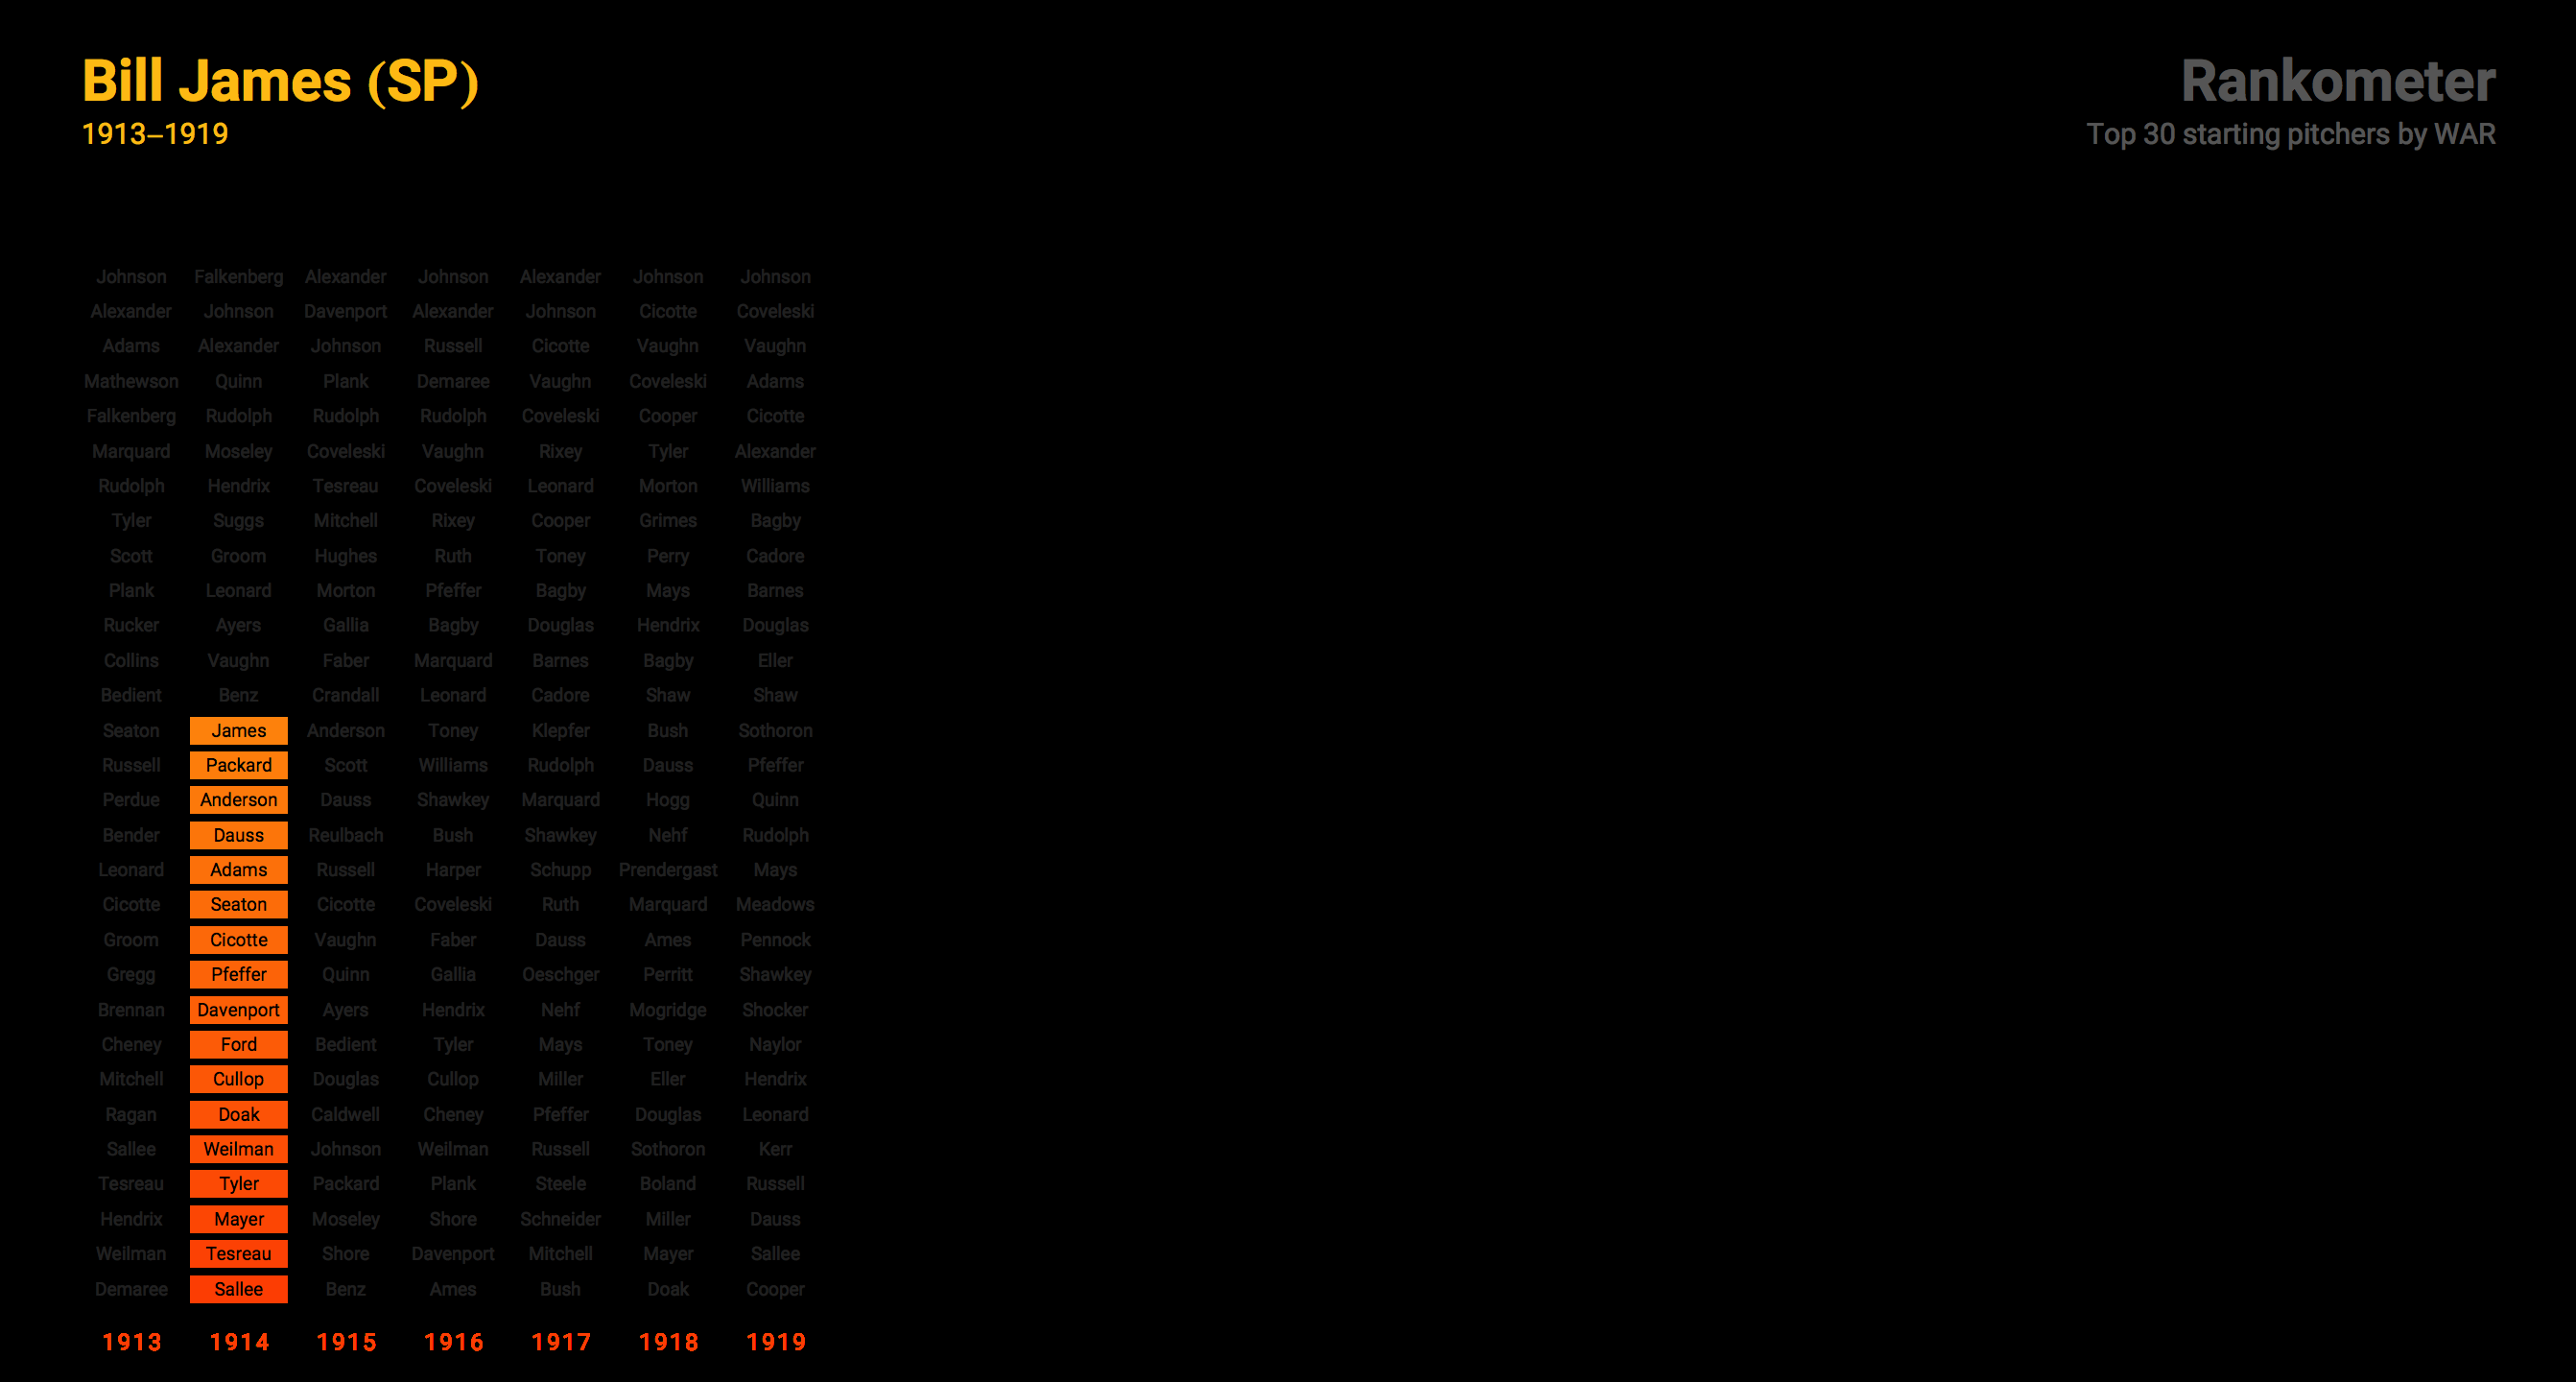 Bill James (SP)
1913–1919
Rankometer
Top 30 starting pitchers by WAR
Johnson Falkenberg Alexander Johnson Alexander Johnson Johnson
Alexander Johnson Davenport Alexander Johnson Cicotte Coveleski
Adams Alexander Johnson Russell Cicotte Vaughn Vaughn
Mathewson Quinn Plank Demaree Vaughn Coveleski Adams
Falkenberg Rudolph Rudolph Rudolph Coveleski Cooper Cicotte
Marquard Moseley Coveleski Vaughn Rixey Tyler Alexander
Rudolph Hendrix Tesreau Coveleski Leonard Morton Williams
Tyler Suggs Mitchell Rixey Cooper Grimes Bagby
Scott Groom Hughes Ruth Toney Perry Cadore
Plank Leonard Morton Pfeffer Bagby Mays Barnes
Rucker Ayers Gallia Bagby Douglas Hendrix Douglas
Collins Vaughn Faber Marquard Barnes Bagby Eller
Bedient Benz Crandall Leonard Cadore Shaw Shaw
Seaton James Anderson Toney Klepfer Bush Sothoron
Russell Packard Scott Williams Rudolph Dauss Pfeffer
Perdue Anderson Dauss Shawkey Marquard Hogg Quinn
Bender Dauss Reulbach Bush Shawkey Nehf Rudolph
Leonard Adams Russell Harper Schupp Prendergast Mays
Cicotte Seaton Cicotte Coveleski Ruth Marquard Meadows
Groom Cicotte Vaughn Faber Dauss Ames Pennock
Gregg Pfeffer Quinn Gallia Oeschger Perritt Shawkey
Brennan Davenport Ayers Hendrix Nehf Mogridge Shocker
Cheney Ford Bedient Tyler Mays Toney Naylor
Mitchell Cullop Douglas Cullop Miller Eller Hendrix
Ragan Doak Caldwell Cheney Pfeffer Douglas Leonard
Sallee Weilman Johnson Weilman Russell Sothoron Kerr
Tesreau Tyler Packard Plank Steele Boland Russell
Hendrix Mayer Moseley Shore Schneider Miller Dauss
Weilman Tesreau Shore Davenport Mitchell Mayer Sallee
Demaree Sallee Benz Ames Bush Doak Cooper
1913 1914 1915 1916 1917 1918 1919